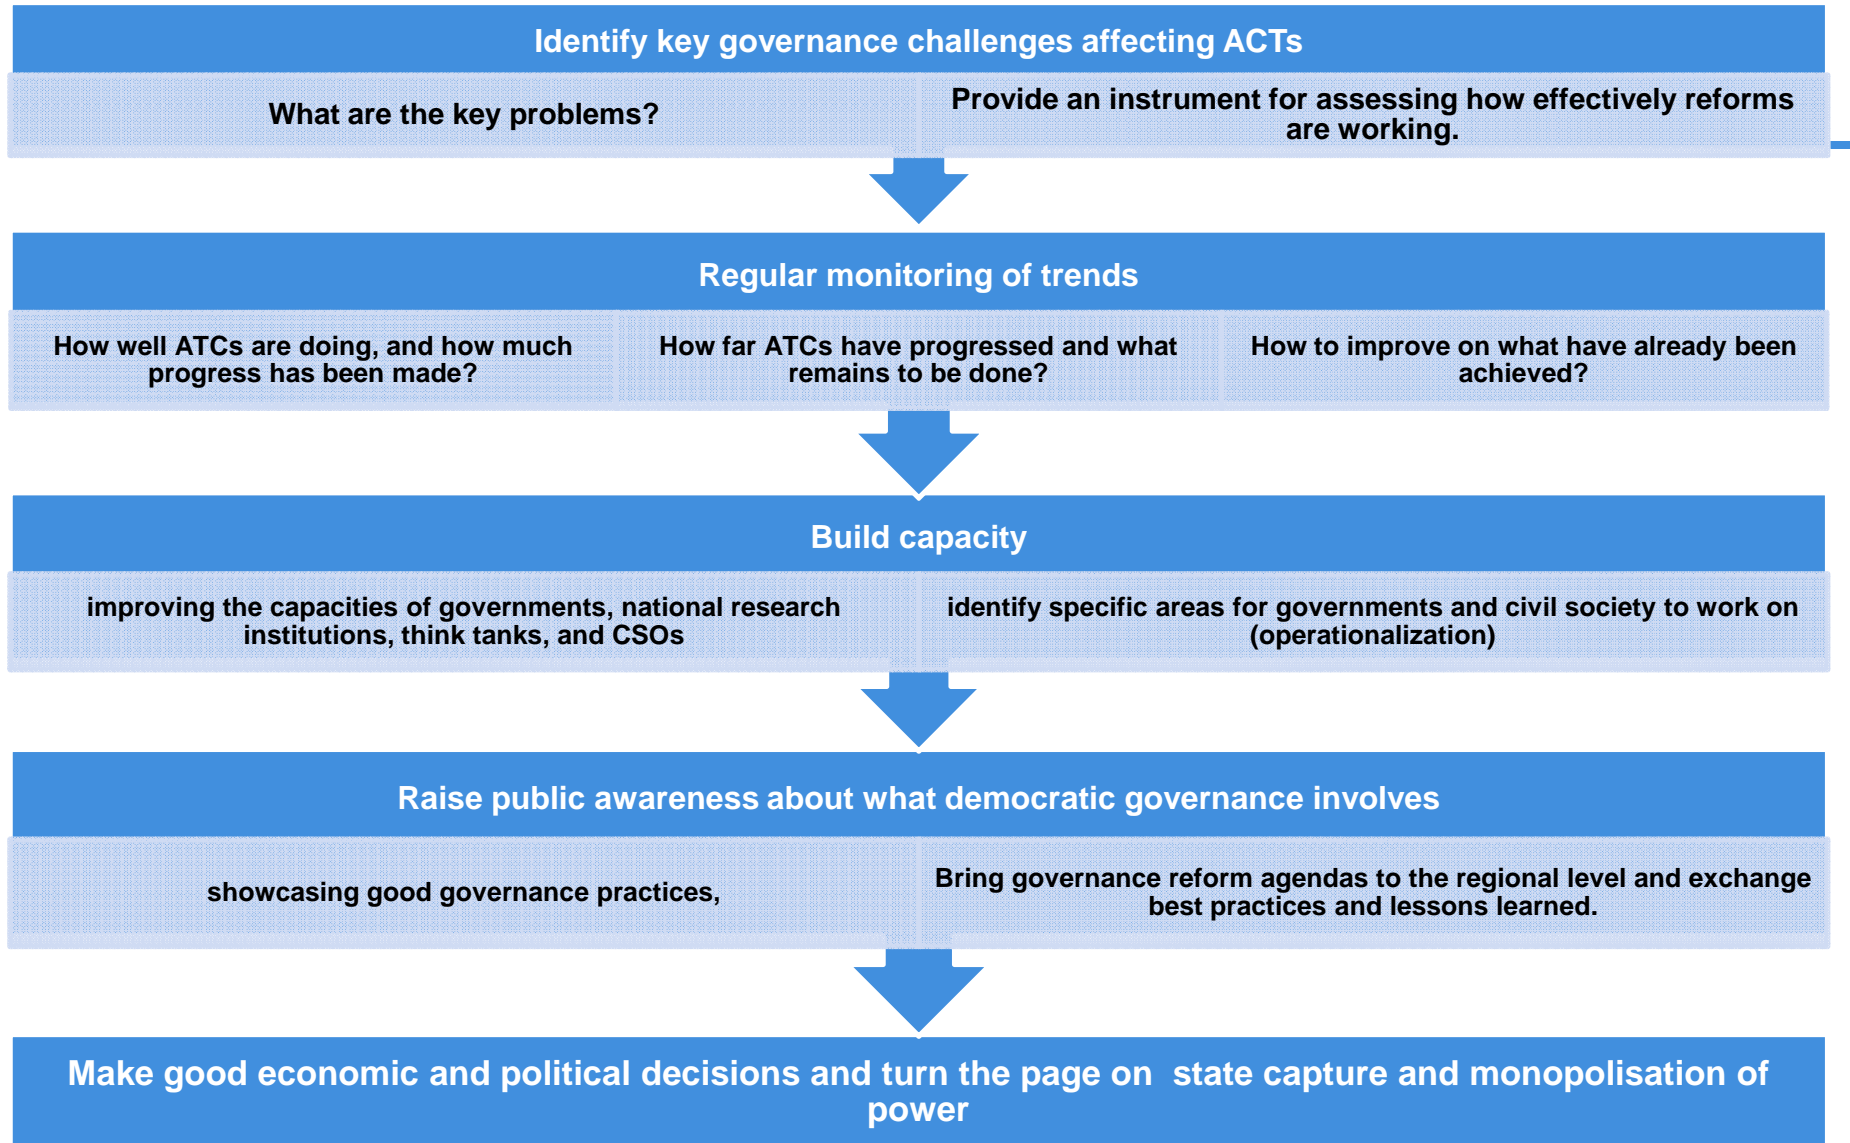 Identify key governance challenges affecting ACTs
What are the key problems?
Provide an instrument for assessing how effectively reforms
are working.
Regular monitoring of trends
How well ATCs are doing, and how much
progress has been made?
How far ATCs have progressed and what
remains to be done?
How to improve on what have already been
achieved?
Build capacity
improving the capacities of governments, national research
institutions, think tanks, and CSOs
identify specific areas for governments and civil society to work on
(operationalization)
Raise public awareness about what democratic governance involves
showcasing good governance practices,
Bring governance reform agendas to the regional level and exchange
best practices and lessons learned.
Make good economic and political decisions and turn the page on  state capture and monopolisation of
power